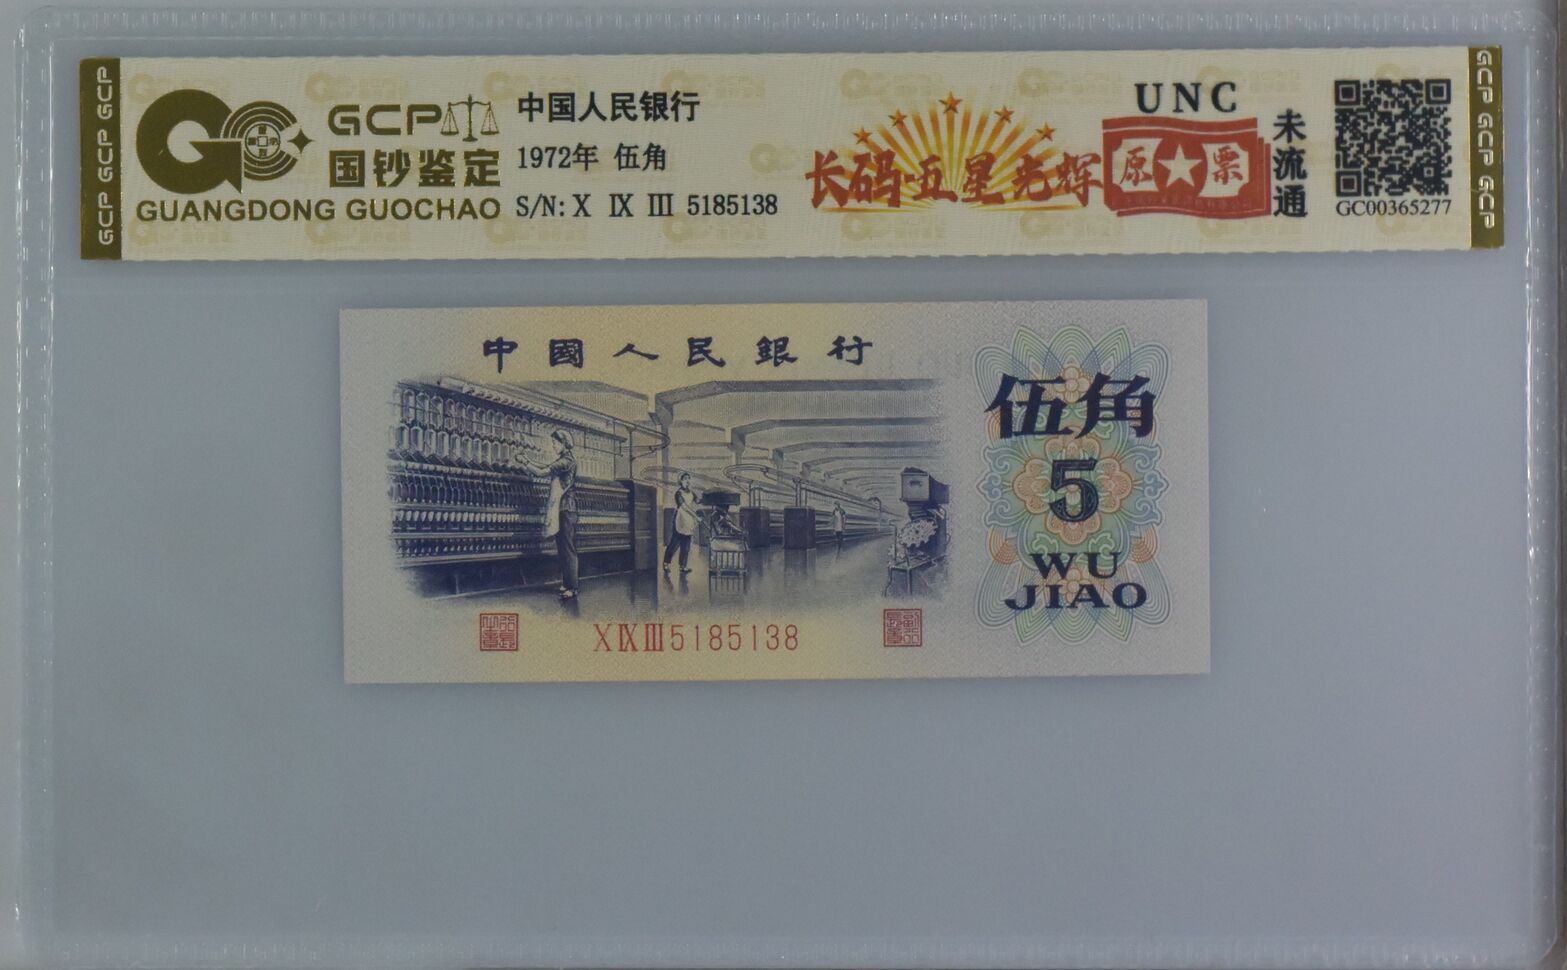 GCP GCP GCP
GCP
国钞鉴定
GUANGDONG GUOCHAO
中国人民银行
1972年 伍角
S/N: X IX III 5185138
长码五星光辉
UNC
原票
未流通
GC00365277
GCP GCP GCP
中國人民銀行
伍角
5
WU
JIAO
X IX III 5185138